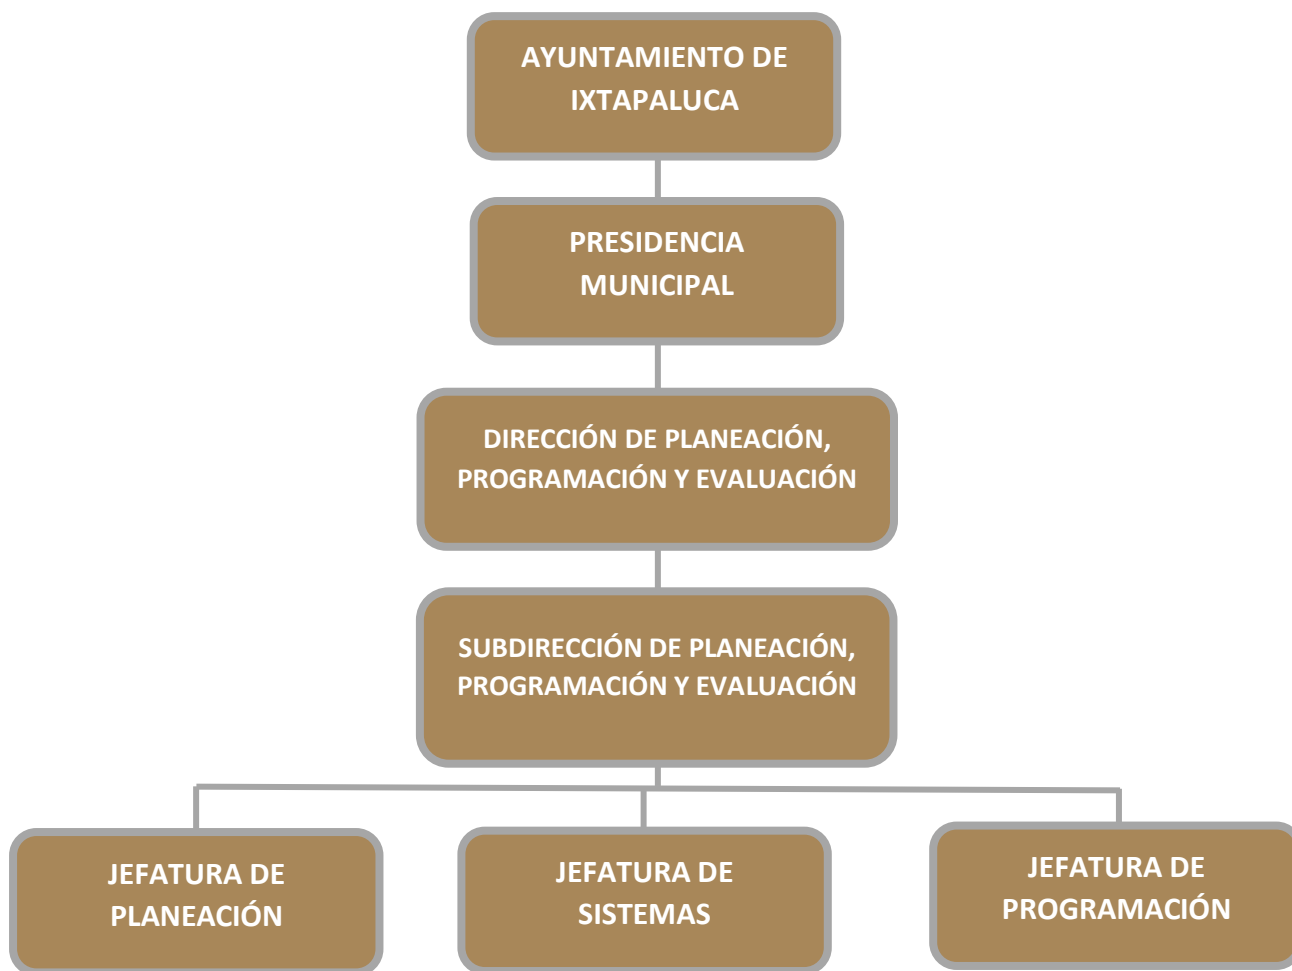 AYUNTAMIENTO DE
IXTAPALUCA
PRESIDENCIA
MUNICIPAL
DIRECCIÓN DE PLANEACIÓN,
PROGRAMACIÓN Y EVALUACIÓN
SUBDIRECCIÓN DE PLANEACIÓN,
PROGRAMACIÓN Y EVALUACIÓN
JEFATURA DE
PLANEACIÓN
JEFATURA DE
SISTEMAS
JEFATURA DE
PROGRAMACIÓN